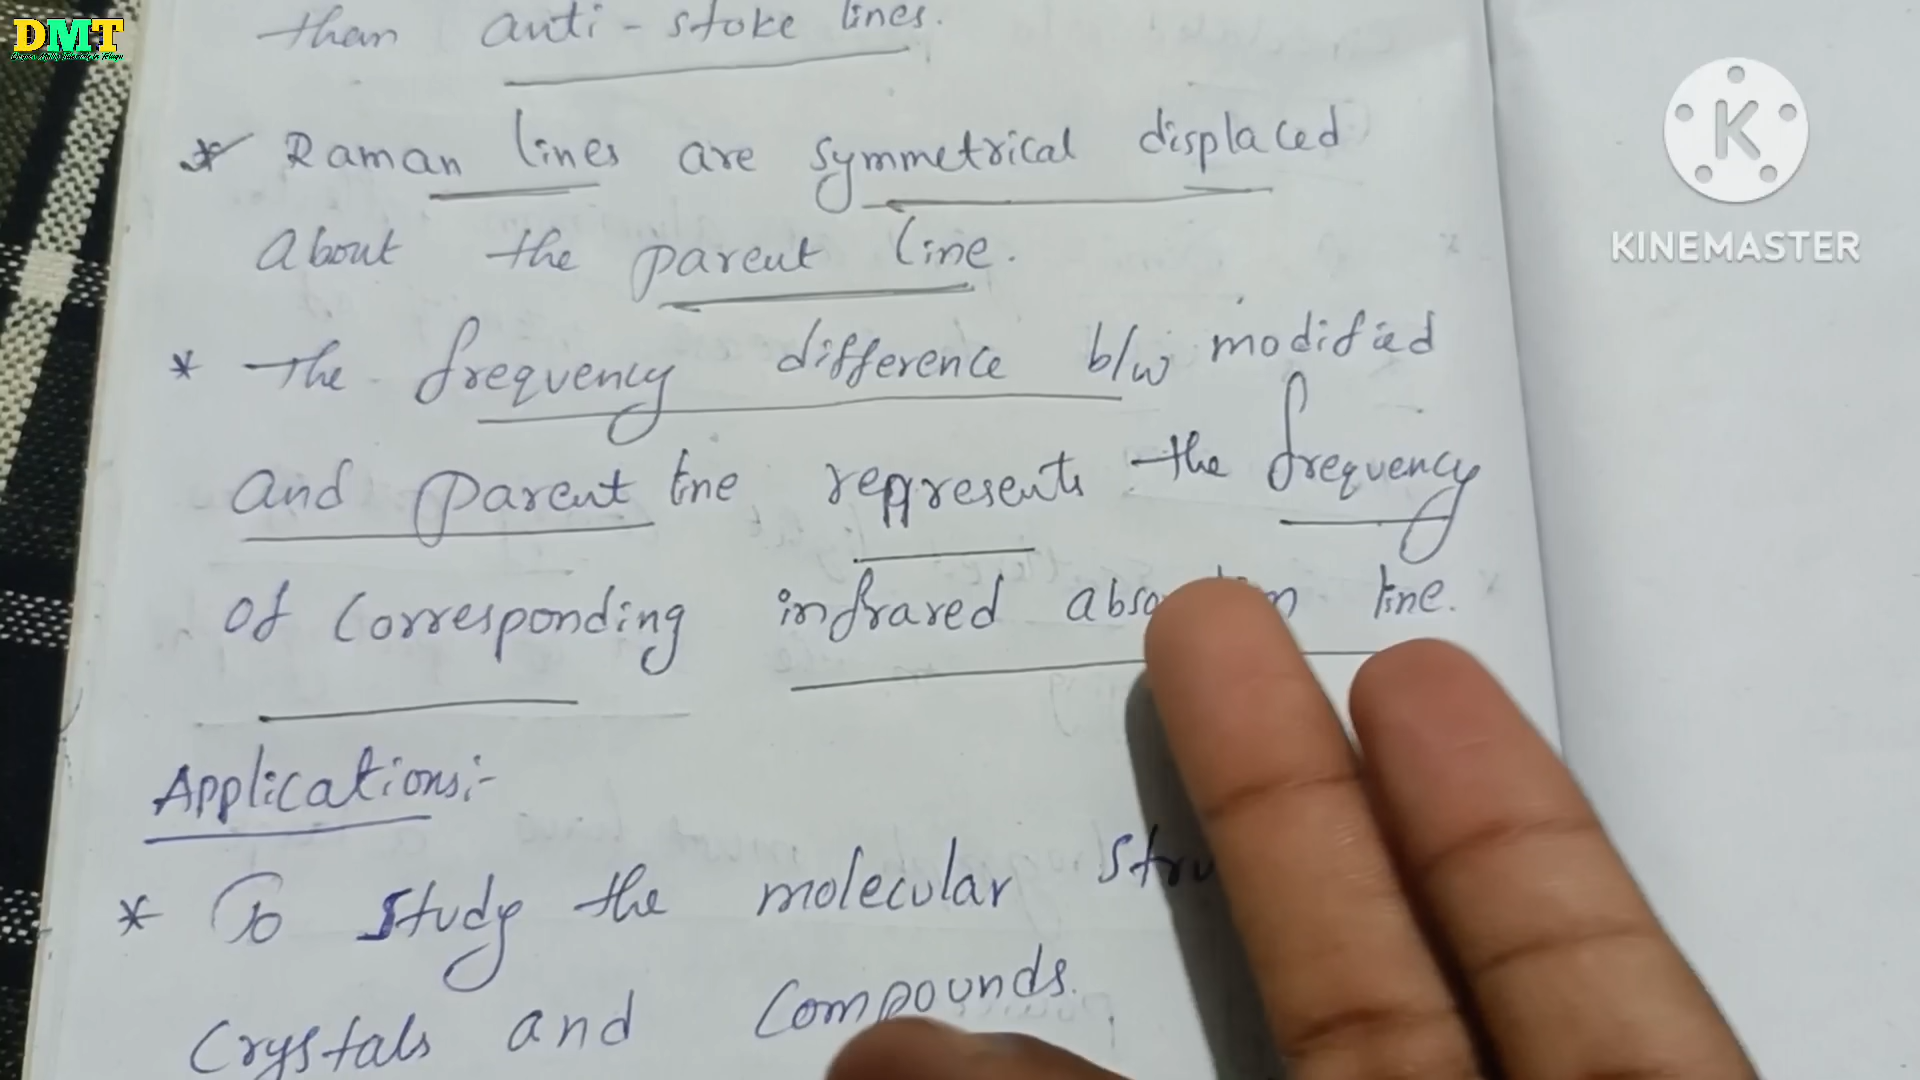 DMT
KINEMASTER
than anti-stoke lines.
* Raman lines are symmetrical displaced
About the parent line.
* The frequency difference b/w modified
and parent line represents the frequency
of corresponding infrared line.
Applications:-
* To study the molecular
crystals and compounds.